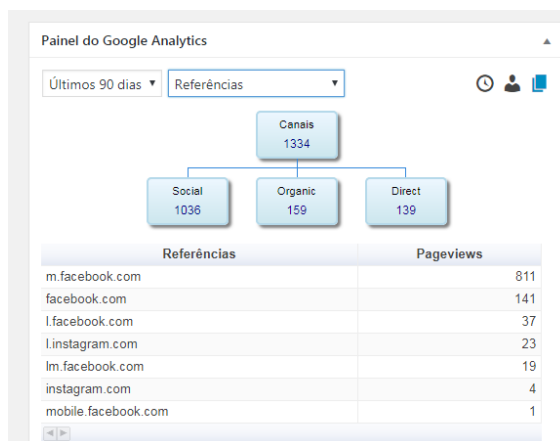 Painel do Google Analytics
Últimos 90 dias Referências
Canais
1334
Social Organic Direct
1036 159 139
Referências Pageviews
m.facebook.com 811
facebook.com 141
l.facebook.com 37
l.instagram.com 23
lm.facebook.com 19
instagram.com 4
mobile.facebook.com 1